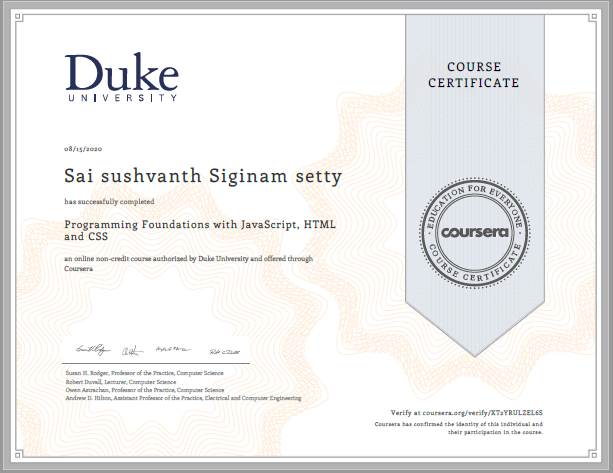 Duke
UNIVERSITY
COURSE
CERTIFICATE
08/15/2020
Sai sushvanth Siginam setty
has successfully completed
Programming Foundations with JavaScript, HTML
and CSS
an online non-credit course authorized by Duke University and offered through
Coursera
EDUCATION FOR EVERYONE
coursera
COURSE CERTIFICATE
Susan H. Rodger, Professor of the Practice, Computer Science
Robert Duvall, Lecturer, Computer Science
Owen Astrachan, Professor of the Practice, Computer Science
Andrew D. Hilton, Assistant Professor of the Practice, Electrical and Computer Engineering
Verify at coursera.org/verify/XT2YRULZEL6S
Coursera has confirmed the identity of this individual and
their participation in the course.